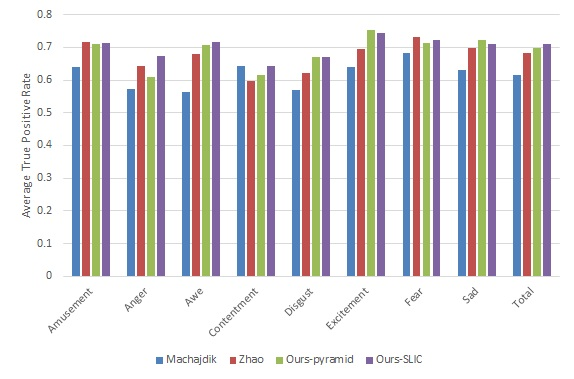 0.8
0.7
0.6
0.5
0.4
0.3
0.2
0.1
0
Average True Positive Rate
Amusement
Anger
Awe
Contentment
Disgust
Excitement
Fear
Sad
Total
Machajdik Zhao Ours-pyramid Ours-SLIC